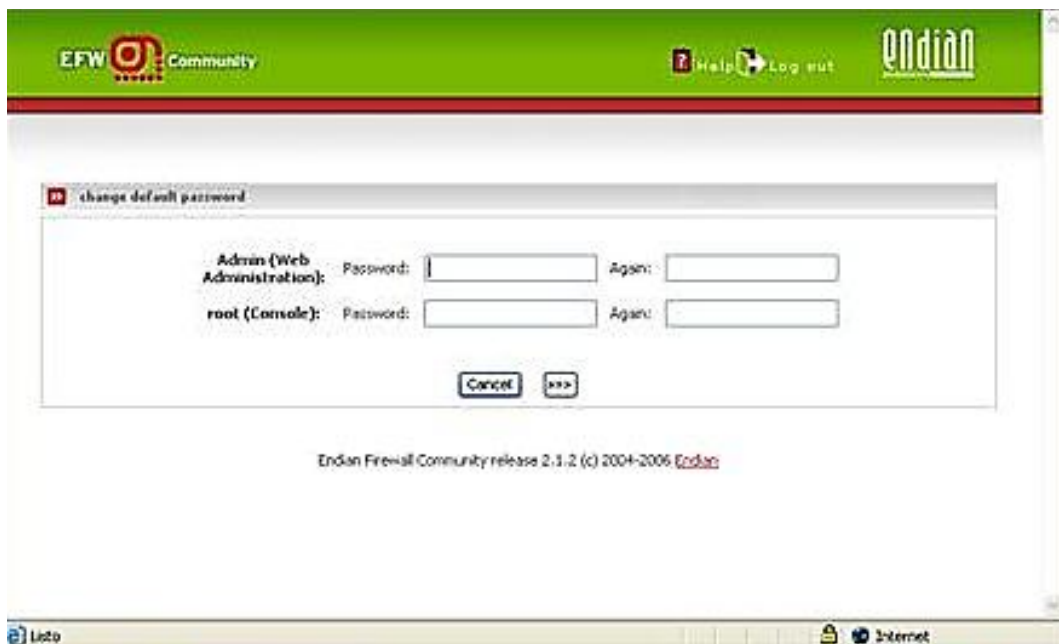 EFW Community
Help Log out
endian
change default password
Admin (Web
Administration): Password: Again:
root (Console): Password: Again:
Cancel >>>
Endian Firewall Community release 2.1.2 (c) 2004-2006 Endian
Listo Internet